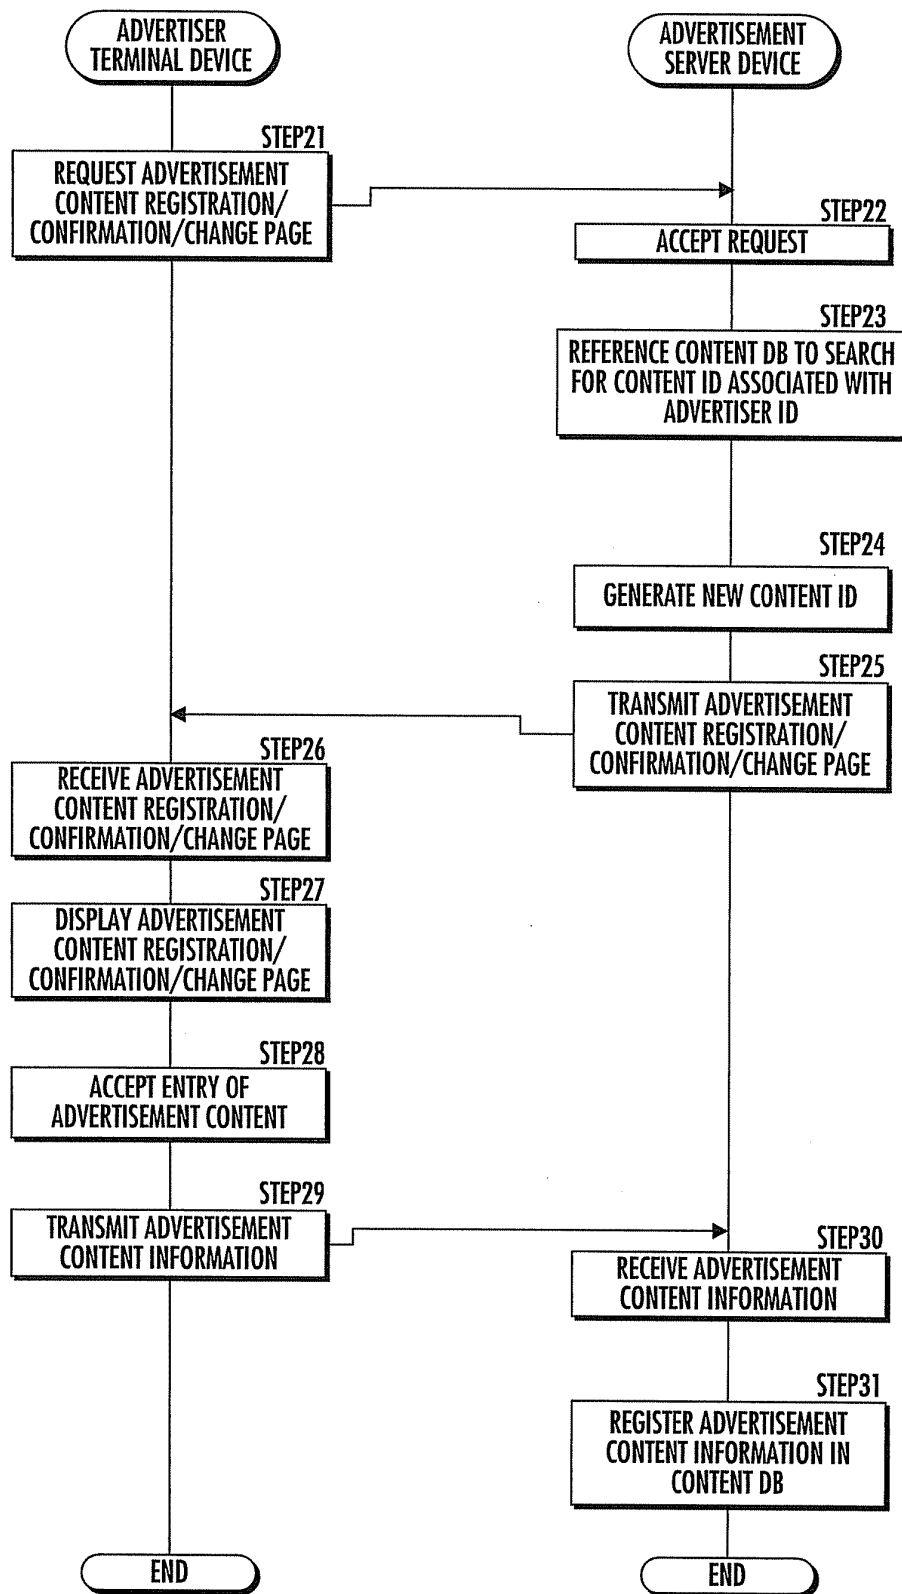 ADVERTISER
TERMINAL DEVICE
ADVERTISEMENT
SERVER DEVICE
STEP21
REQUEST ADVERTISEMENT
CONTENT REGISTRATION/
CONFIRMATION/CHANGE PAGE
STEP22
ACCEPT REQUEST
STEP23
REFERENCE CONTENT DB TO SEARCH
FOR CONTENT ID ASSOCIATED WITH
ADVERTISER ID
STEP24
GENERATE NEW CONTENT ID
STEP25
TRANSMIT ADVERTISEMENT
CONTENT REGISTRATION/
CONFIRMATION/CHANGE PAGE
STEP26
RECEIVE ADVERTISEMENT
CONTENT REGISTRATION/
CONFIRMATION/CHANGE PAGE
STEP27
DISPLAY ADVERTISEMENT
CONTENT REGISTRATION/
CONFIRMATION/CHANGE PAGE
STEP28
ACCEPT ENTRY OF
ADVERTISEMENT CONTENT
STEP29
TRANSMIT ADVERTISEMENT
CONTENT INFORMATION
STEP30
RECEIVE ADVERTISEMENT
CONTENT INFORMATION
STEP31
REGISTER ADVERTISEMENT
CONTENT INFORMATION IN
CONTENT DB
END
END